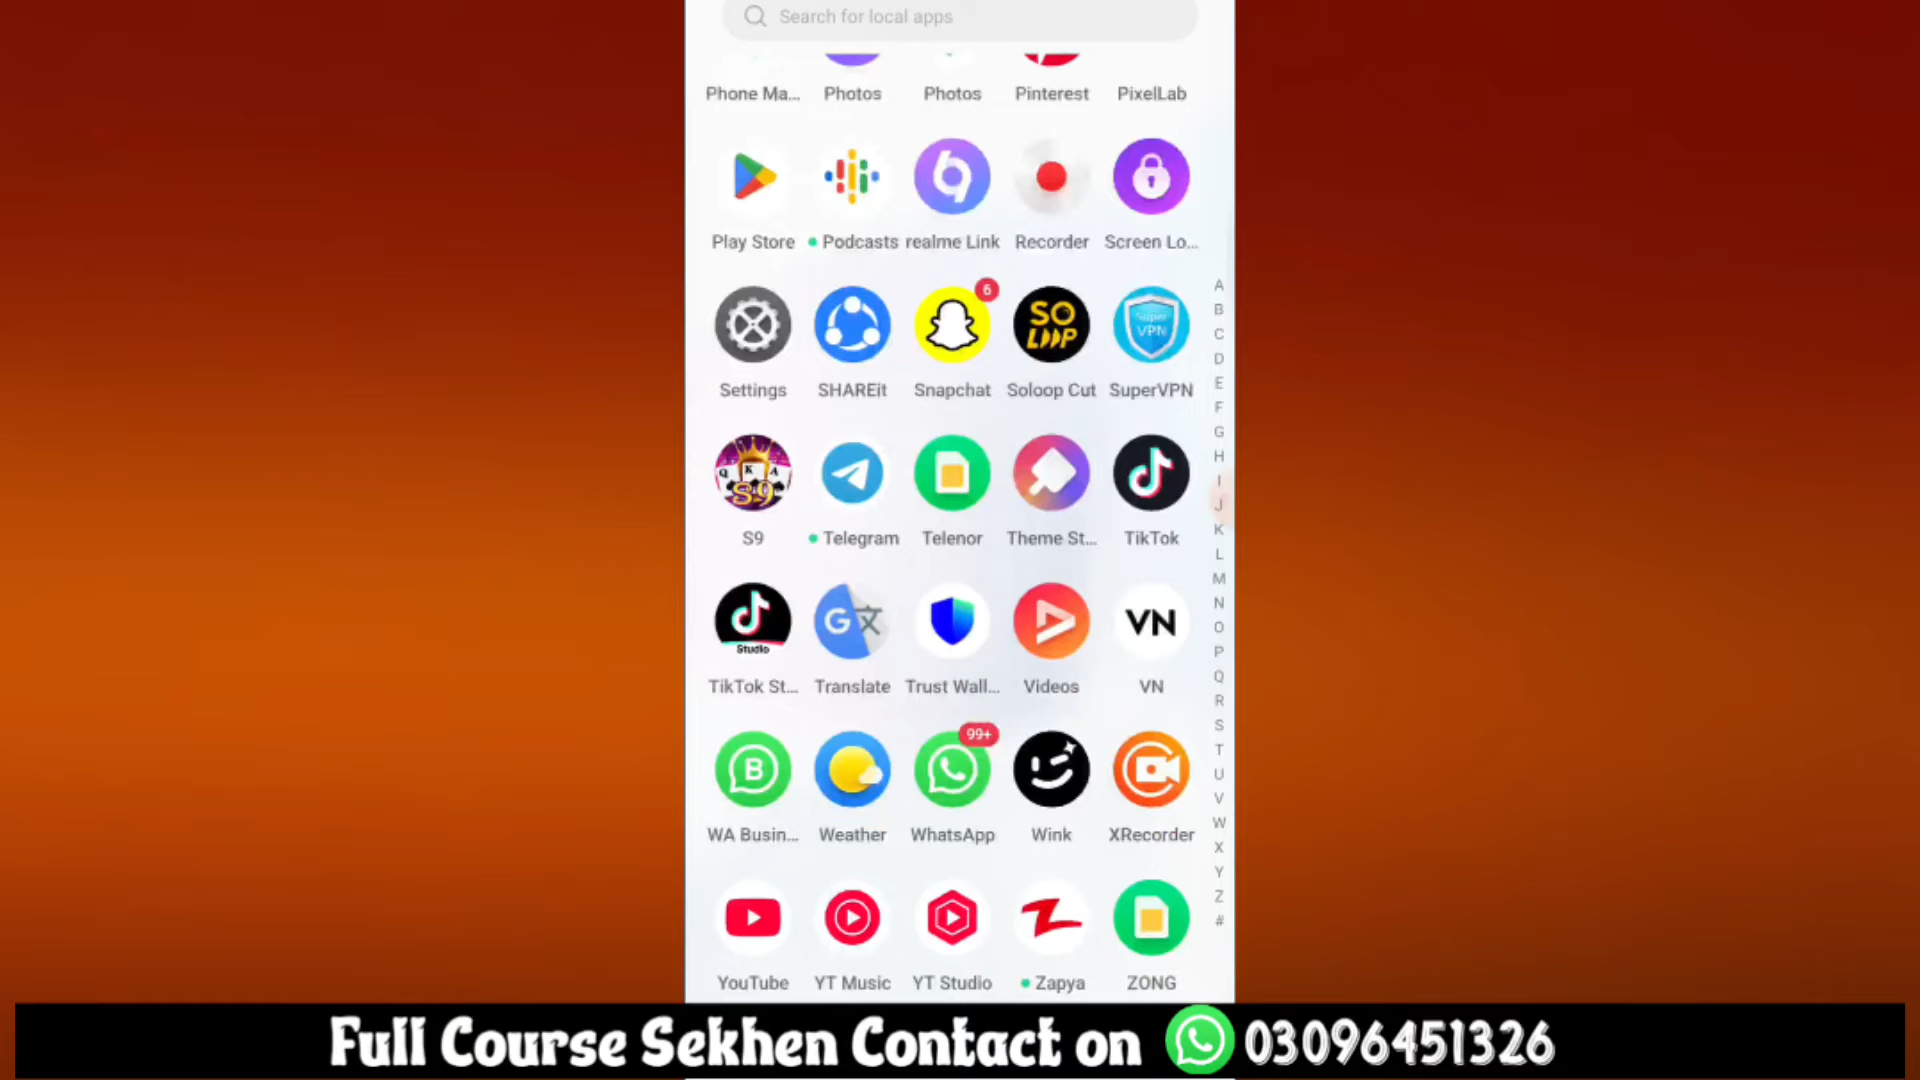 Search for local apps
Phone Ma... Photos Photos Pinterest PixelLab
Play Store Podcasts realme Link Recorder Screen Lo...
6
SO LOOP
Super VPN
Settings SHAREit Snapchat Soloop Cut SuperVPN
Q K A
S9
S9 Telegram Telenor Theme St... TikTok
Studio
G
VN
TikTok St... Translate Trust Wall... Videos VN
B
99+
WA Busin... Weather WhatsApp Wink XRecorder
YouTube YT Music YT Studio Zapya ZONG
A
B
C
D
E
F
G
H
I
J
K
L
M
N
O
P
Q
R
S
T
U
V
W
X
Y
Z
#
Full Course Sekhen Contact on 03096451326